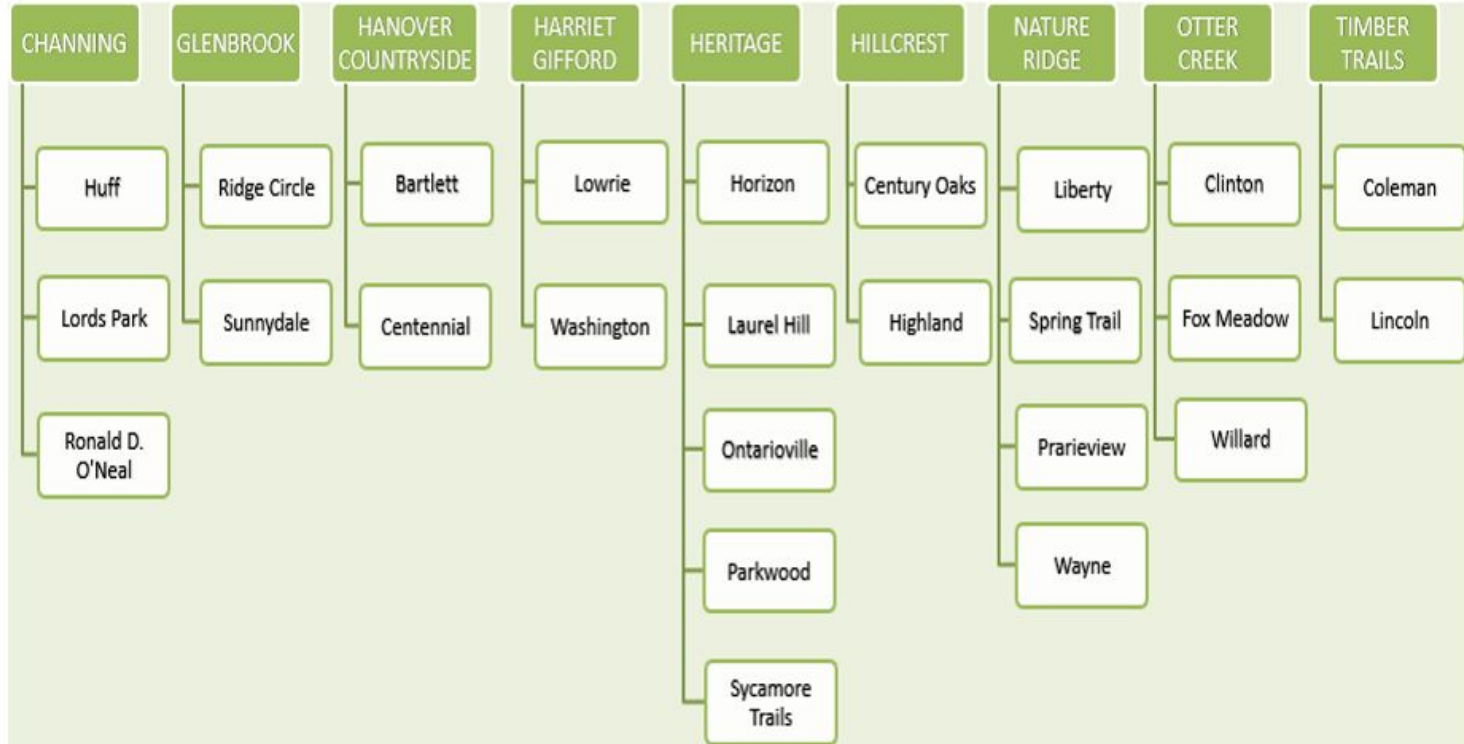 CHANNING
GLENBROOK
HANOVER
COUNTRYSIDE
HARRIET
GIFFORD
HERITAGE
HILLCREST
NATURE
RIDGE
OTTER
CREEK
TIMBER
TRAILS
Huff
Lords Park
Ronald D.
O'Neal
Ridge Circle
Sunnydale
Bartlett
Centennial
Lowrie
Washington
Horizon
Laurel Hill
Ontarioville
Parkwood
Sycamore
Trails
Century Oaks
Highland
Liberty
Spring Trail
Prarieview
Wayne
Clinton
Fox Meadow
Willard
Coleman
Lincoln